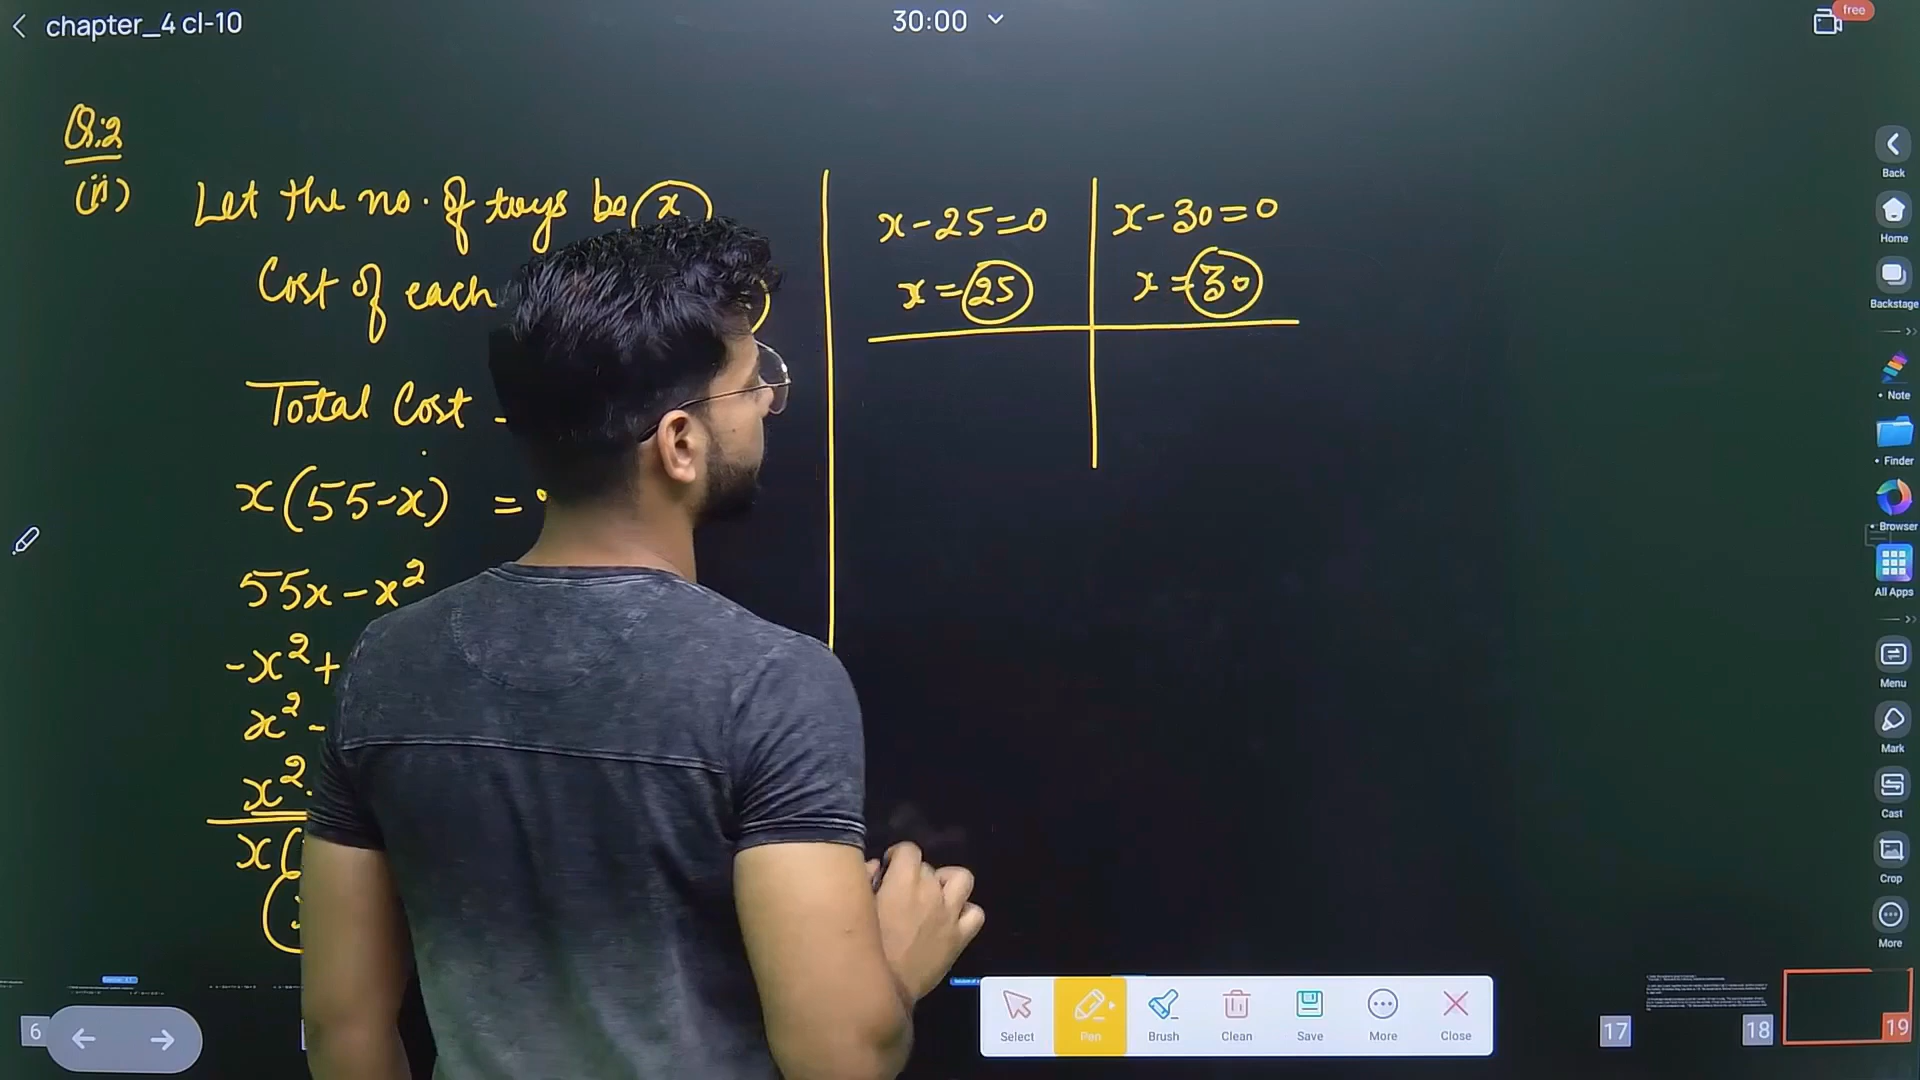 chapter_4 cl-10
30:00
free
Q.2
(ii) Let the no. of toys be x
Cost of each
Total Cost
x(55-x) =
55x-x²
-x²+
x²-
x²
x(
x-25=0
x=25
x-30=0
x=30
Back
Home
Backstage
Note
Finder
Browser
All Apps
Menu
Mark
Cast
Crop
More
Select
Pen
Brush
Clean
Save
More
Close
6
17
18
19